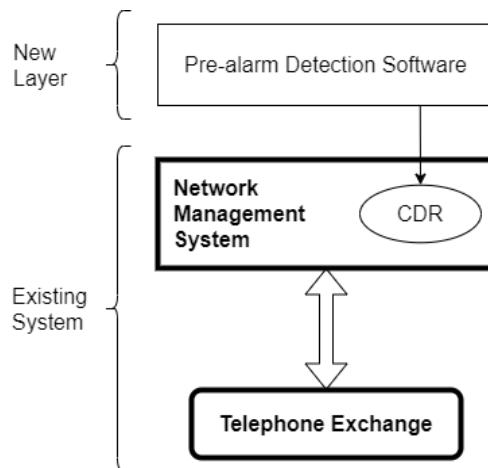 New
Layer
Pre-alarm Detection Software
Network
Management
System
CDR
Existing
System
Telephone Exchange